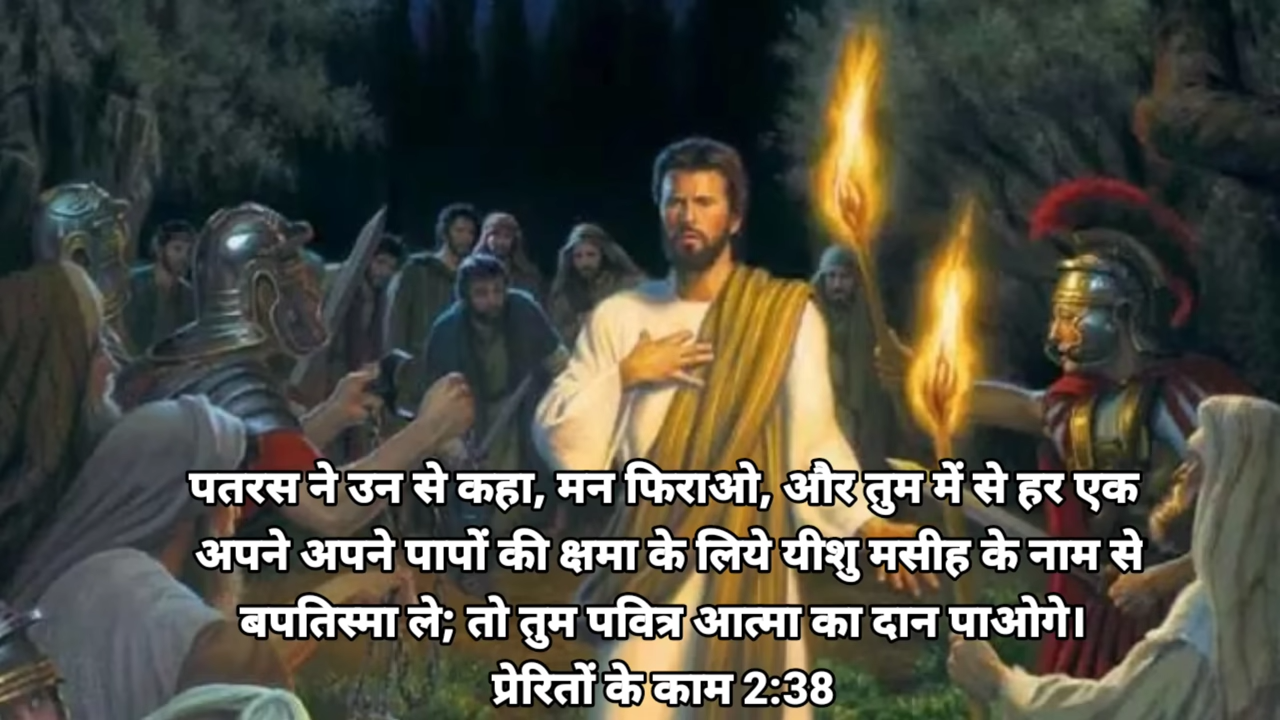 पतरस ने उन से कहा, मन फिराओ, और तुम में से हर एक
अपने अपने पापों की क्षमा के लिये यीशु मसीह के नाम से
बपतिस्मा ले; तो तुम पवित्र आत्मा का दान पाओगे।
प्रेरितों के काम 2:38